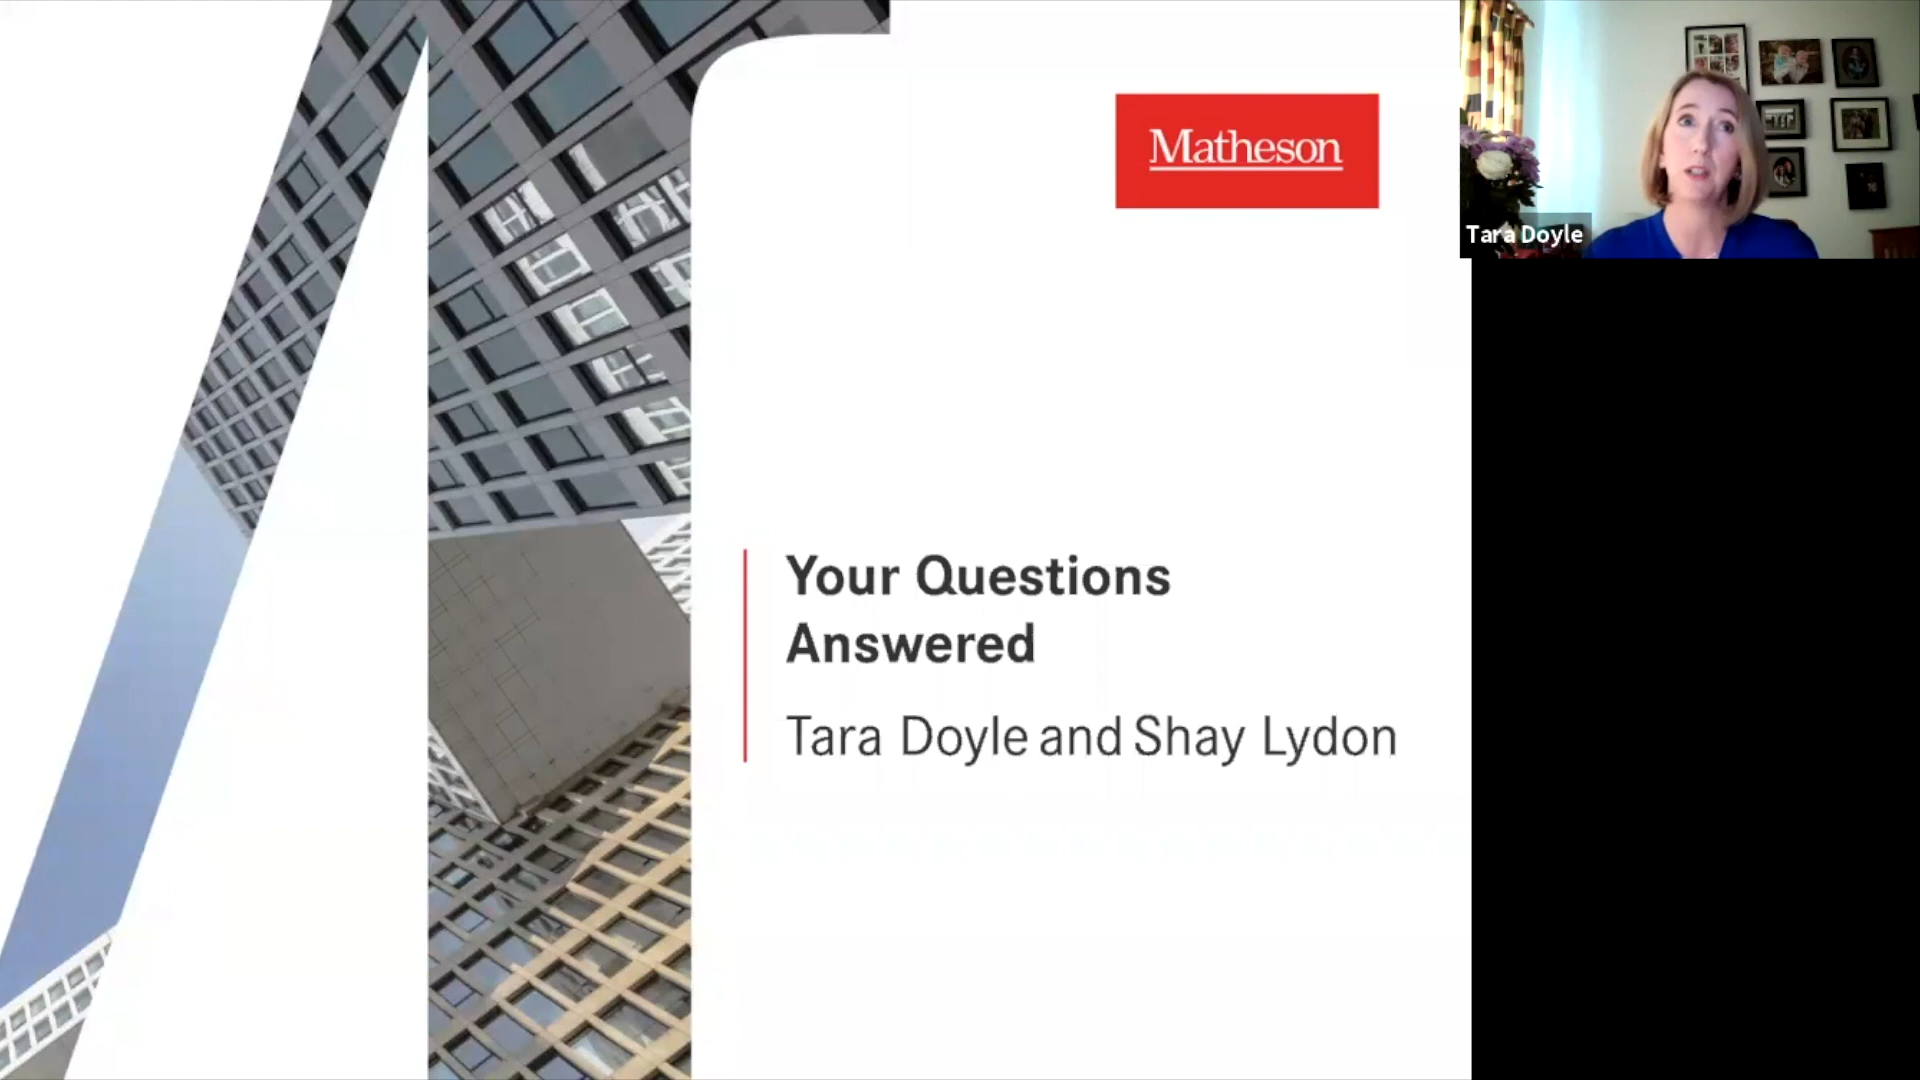 Matheson
Tara Doyle
Your Questions
Answered
Tara Doyle and Shay Lydon